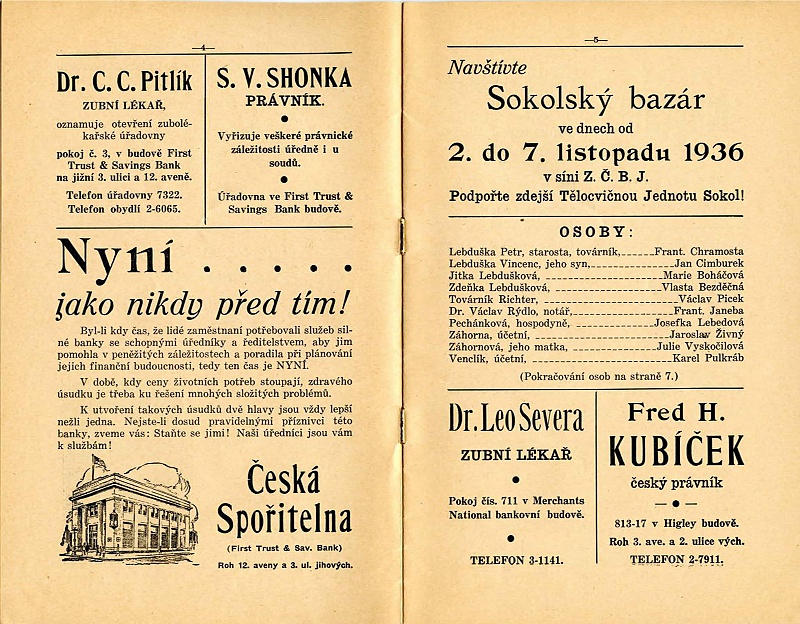 —4—
Dr. C. C. Pitlík
ZUBNÍ LÉKAŘ,
oznamuje otevření zubolé-
kařské úřadovny
pokoj č. 3, v budově First
Trust & Savings Bank
na jižní 3. ulici a 12. aveně.
Telefon úřadovny 7322.
Telefon obydlí 2-6065.
S. V. SHONKA
PRÁVNÍK.
Vyřizuje veškeré právnické
záležitosti úředně i u
soudů.
Úřadovna ve First Trust &
Savings Bank budově.
Nyní . . . . .
jako nikdy před tím!
Byl-li kdy čas, že lidé zaměstnaní potřebovali služeb sil-
né banky se schopnými úředníky a ředitelstvem, aby jim
pomohla v peněžitých záležitostech a poradila při plánování
jejich finanční budoucnosti, tedy ten čas je NYNÍ.
V době, kdy ceny životních potřeb stoupají, zdravého
úsudku je třeba ku řešení mnohých složitých problémů.
K utvoření takových úsudků dvě hlavy jsou vždy lepší
nežli jedna. Nejste-li dosud pravidelnými příznivci této
banky, zveme vás: Staňte se jimi! Naši úředníci jsou vám
k službám!
Česká
Spořitelna
(First Trust & Sav. Bank)
Roh 12. aveny a 3. ul. jihových.
—5—
Navštívte
Sokolský bazár
ve dnech od
2. do 7. listopadu 1936
v síni Z. Č. B. J.
Podpořte zdejší Tělocvičnou Jednotu Sokol!
OSOBY:
Lebduška Petr, starosta, továrník,......Frant. Chramosta
Lebduška Vincenc, jeho syn,..............Jan Cimburek
Jitka Lebdušková, ......................Marie Boháčová
Zdeňka Lebdušková, ....................Vlasta Bezděčná
Továrník Richter, ........................Václav Picek
Dr. Václav Rýdlo, notář,..................Frant. Janeba
Pechánková, hospodyně, ...............Josefka Lebedová
Záhorna, účetní, ........................Jaroslav Živný
Záhornová, jeho matka, ...............Julie Vyskočilová
Venclík, účetní, ........................Karel Pulkráb
(Pokračování osob na straně 7.)
Dr. Leo Severa
ZUBNÍ LÉKAŘ
Pokoj čís. 711 v Merchants
National bankovní budově.
TELEFON 3-1141.
Fred H.
KUBÍČEK
český právník
813-17 v Higley budově.
Roh 3. ave. a 2. ulice vých.
TELEFON 2-7911.